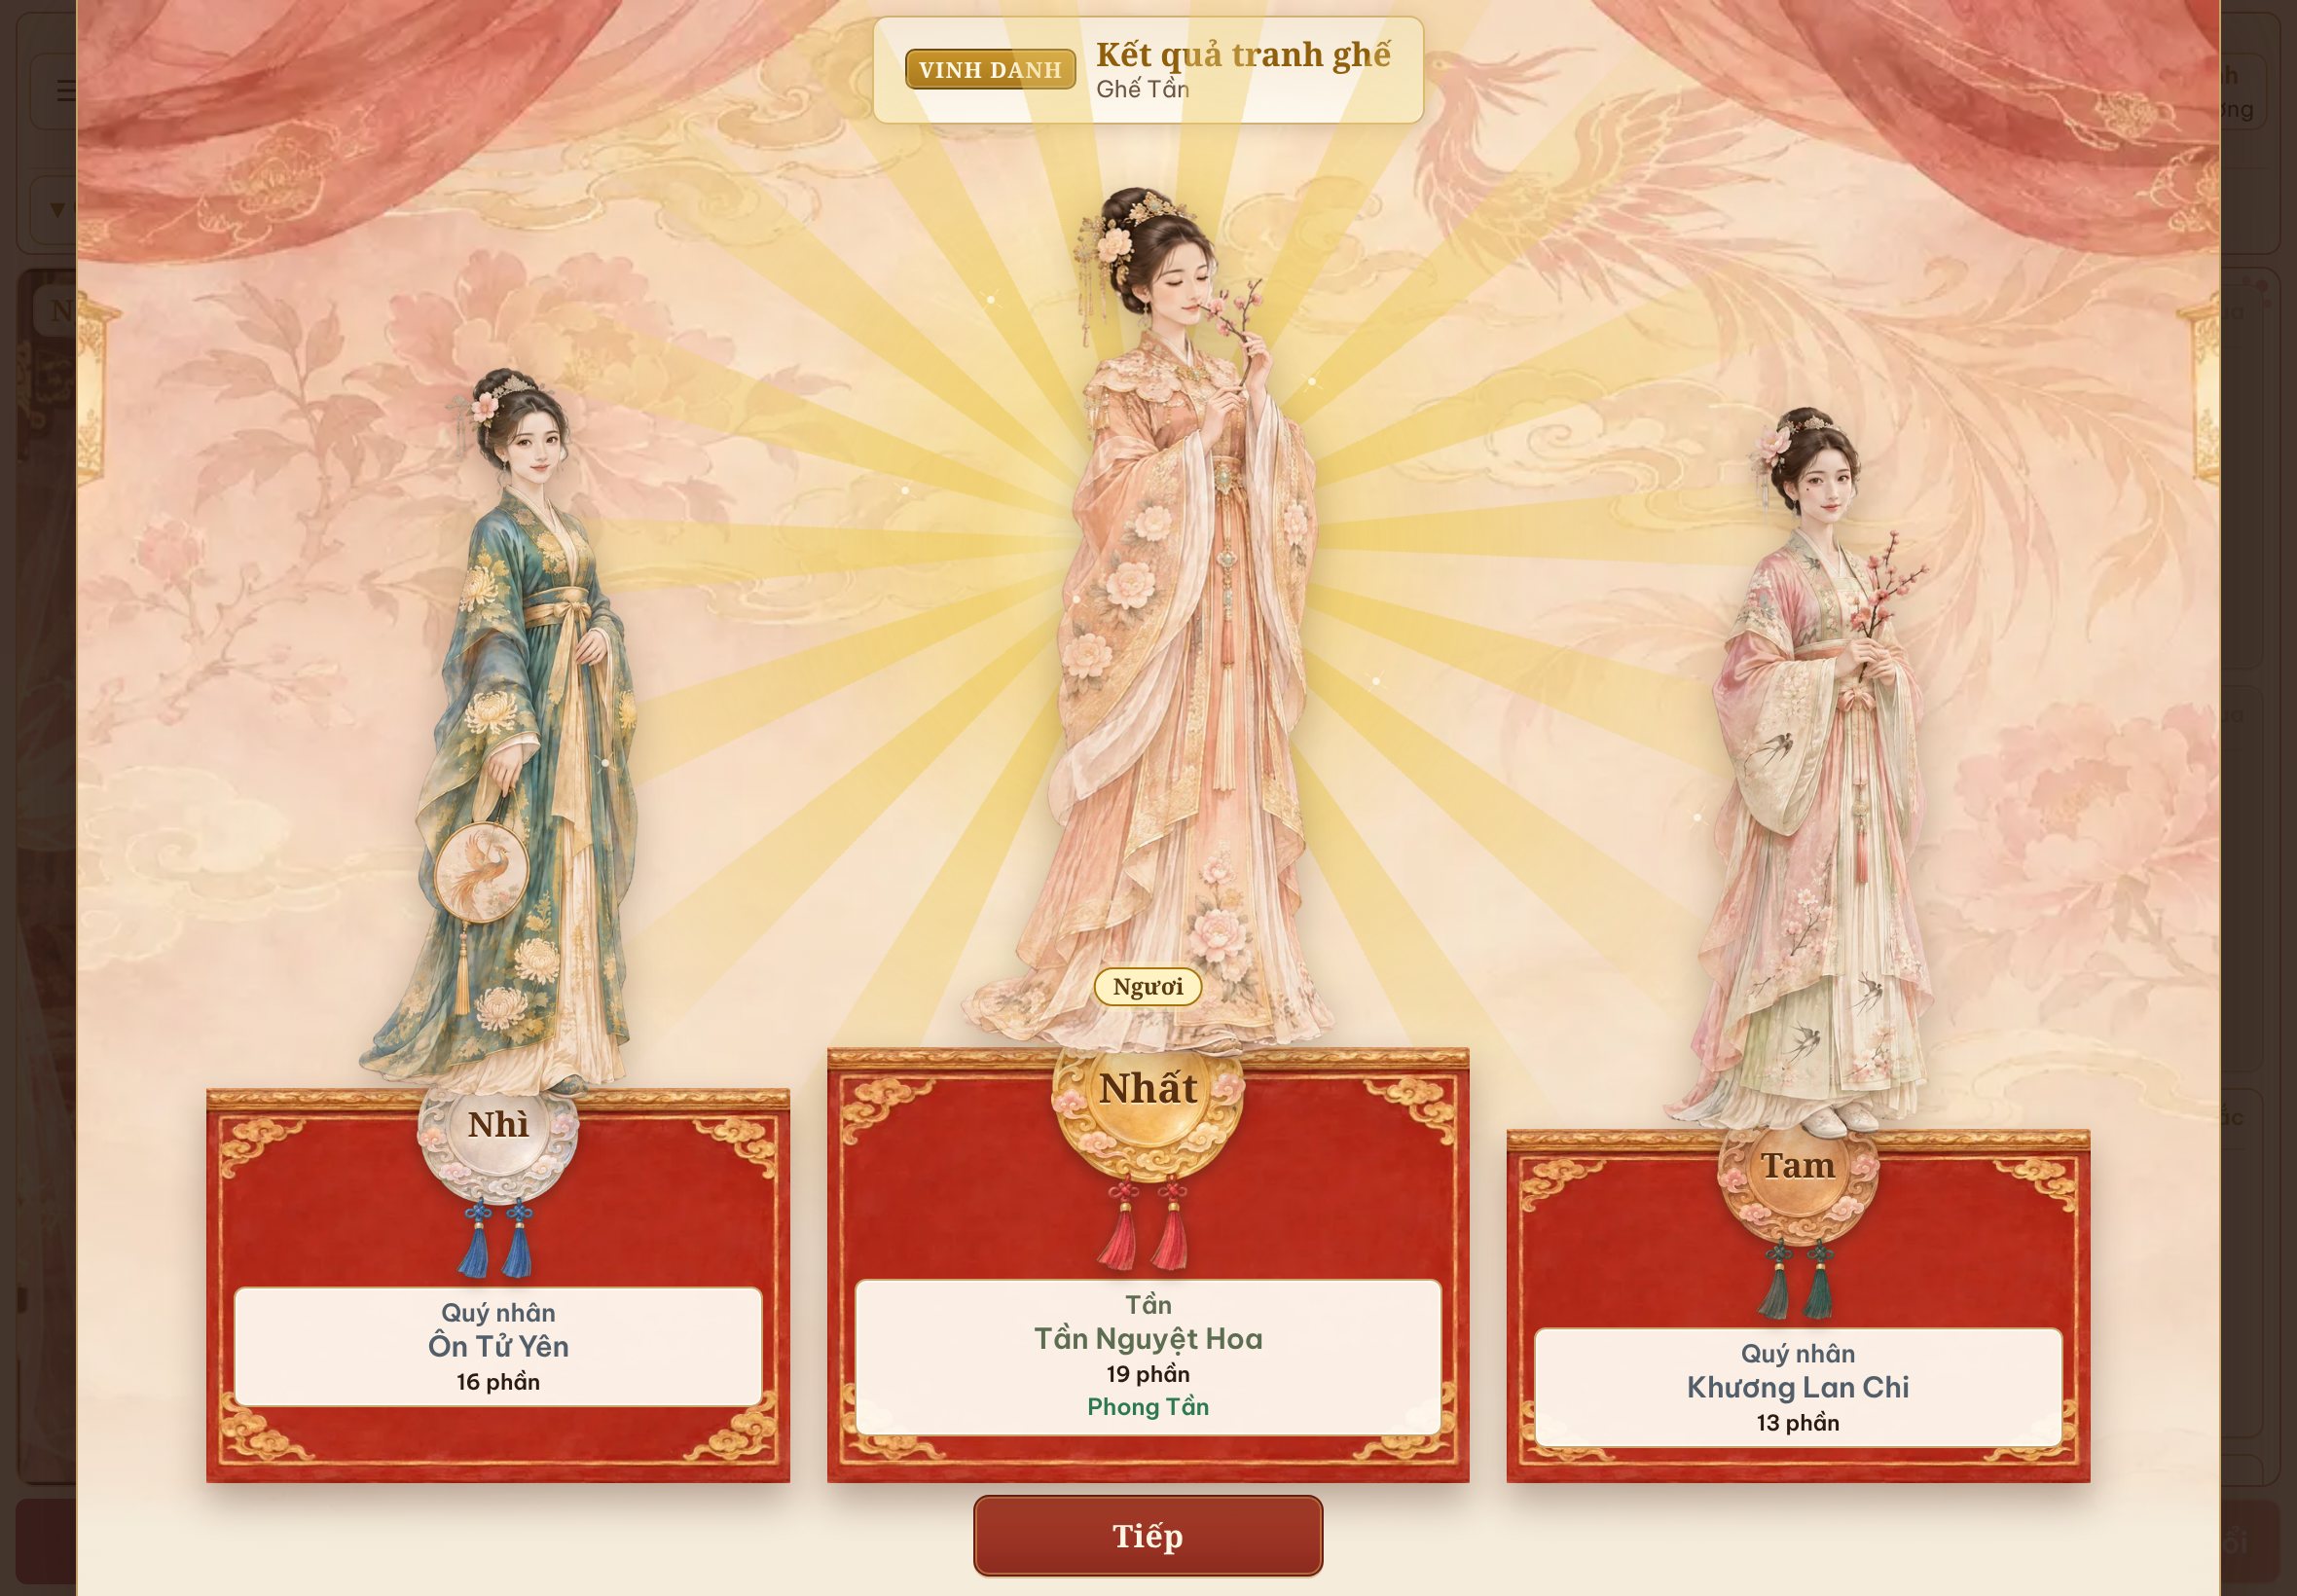 VINH DANH
Kết quả tranh ghế
Ghế Tần
Ngươi
Nhì
Nhất
Tam
Quý nhân
Ôn Tử Yên
16 phần
Tần
Tần Nguyệt Hoa
19 phần
Phong Tần
Quý nhân
Khương Lan Chi
13 phần
Tiếp